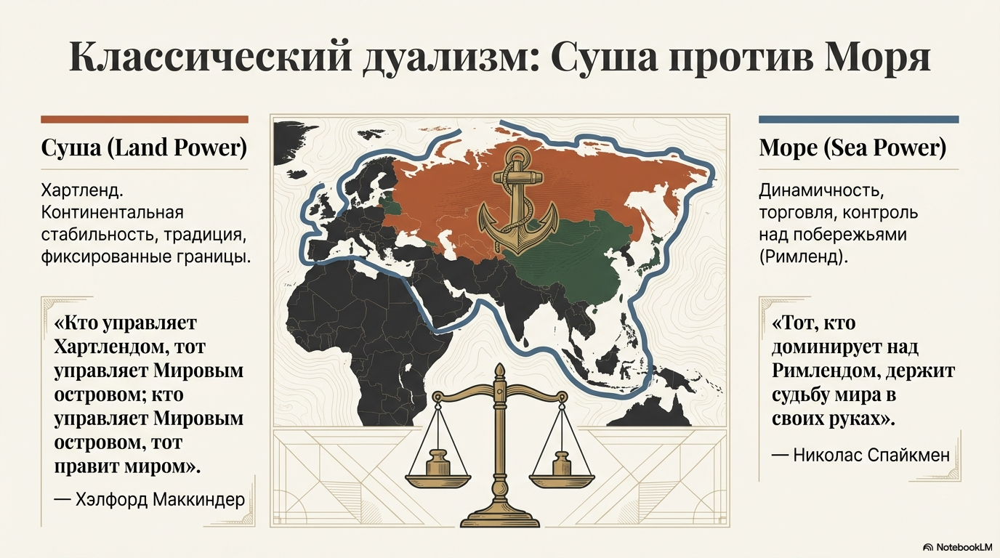 Классический дуализм: Суша против Моря
Суша (Land Power)
Хартленд.
Континентальная
стабильность, традиция,
фиксированные границы.
«Кто управляет
Хартлендом, тот
управляет Мировым
островом; кто
управляет Мировым
островом, тот
правит миром».
— Хэлфорд Маккиндер
Море (Sea Power)
Динамичность,
торговля, контроль
над побережьями
(Римленд).
«Тот, кто
доминирует над
Римлендом, держит
судьбу мира в
своих руках».
— Николас Спайкмен
NotebookLM